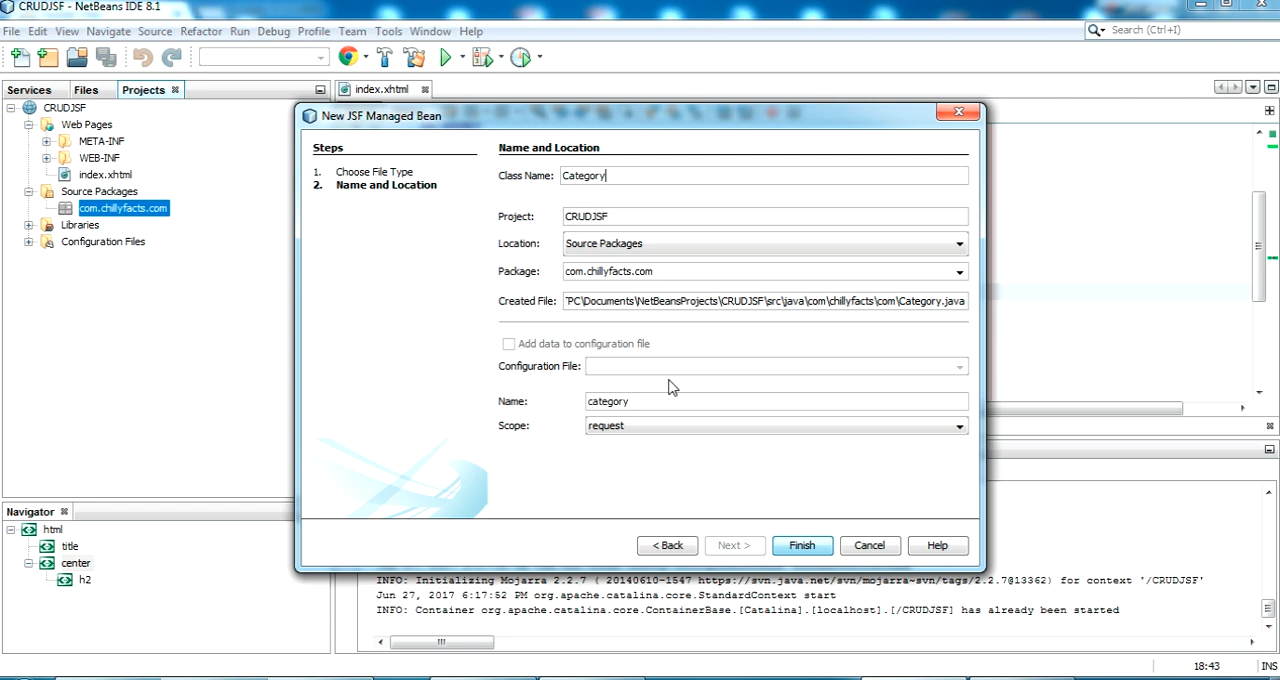 CRUDJSF - NetBeans IDE 8.1
File Edit View Navigate Source Refactor Run Debug Profile Team Tools Window Help
Search (Ctrl+I)
Services Files Projects
index.xhtml
CRUDJSF
Web Pages
META-INF
WEB-INF
index.xhtml
Source Packages
com.chillyfacts.com
Libraries
Configuration Files
New JSF Managed Bean
Steps
1. Choose File Type
2. Name and Location
Name and Location
Class Name: Category
Project: CRUDJSF
Location: Source Packages
Package: com.chillyfacts.com
Created File: 'PC\Documents\NetBeansProjects\CRUDJSF\src\java\com\chillyfacts\com\Category.java
Add data to configuration file
Configuration File:
Name: category
Scope: request
< Back Next > Finish Cancel Help
Navigator
html
title
center
h2
INFO: Initializing Mojarra 2.2.7 ( 20140610-1547 https://svn.java.net/svn/mojarra~svn/tags/2.2.7@13362) for context '/CRUDJSF'
Jun 27, 2017 6:17:52 PM org.apache.catalina.core.StandardContext start
INFO: Container org.apache.catalina.core.ContainerBase.[Catalina].[localhost].[/CRUDJSF] has already been started
18:43 INS